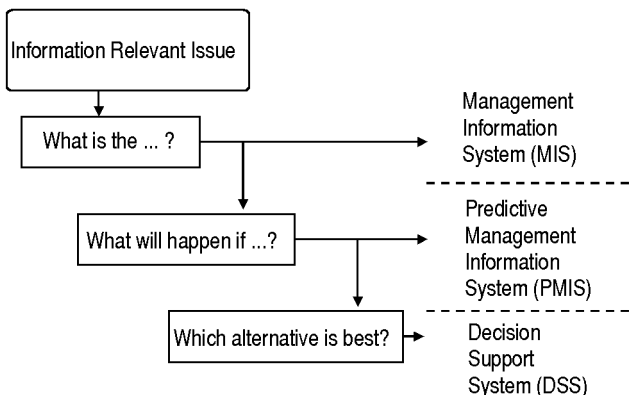 Information Relevant Issue
What is the ... ?
Management
Information
System (MIS)
What will happen if ...?
Predictive
Management
Information
System (PMIS)
Which alternative is best?
Decision
Support
System (DSS)